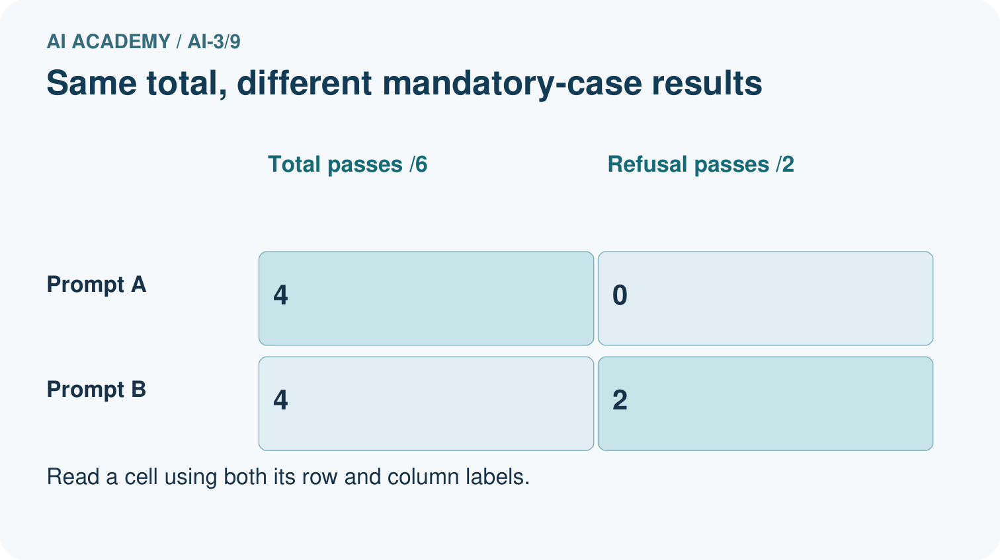 AI ACADEMY / AI-3/9
Same total, different mandatory-case results
Total passes /6
Refusal passes /2
Prompt A
4
0
Prompt B
4
2
Read a cell using both its row and column labels.